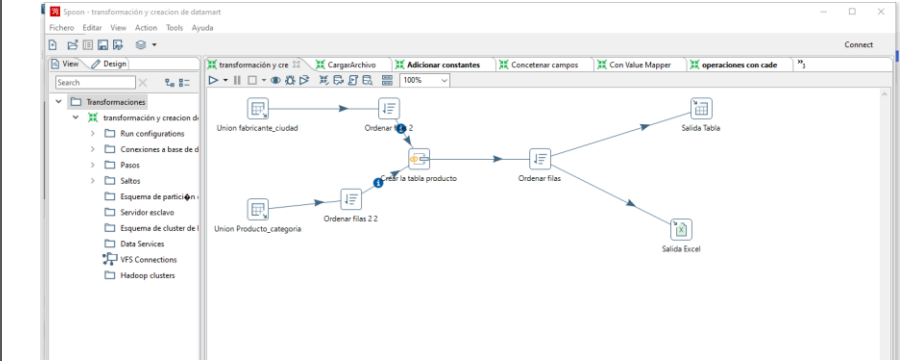 Spoon - transformación y creacion de datamart
Fichero Editar View Action Tools Ayuda
Connect
View Design
transformación y cre CargarArchivo Adicionar constantes Concetenar campos Con Value Mapper operaciones con cade
Search
100%
Transformaciones
transformación y creacion d
Run configurations
Conexiones a base de d
Pasos
Saltos
Esquema de partici�n
Servidor esclavo
Esquema de cluster de l
Data Services
VFS Connections
Hadoop clusters
Union fabricante_ciudad
Ordenar filas 2
Salida Tabla
Crear la tabla producto
Ordenar filas
Ordenar filas 2 2
Union Producto_categoria
Salida Excel